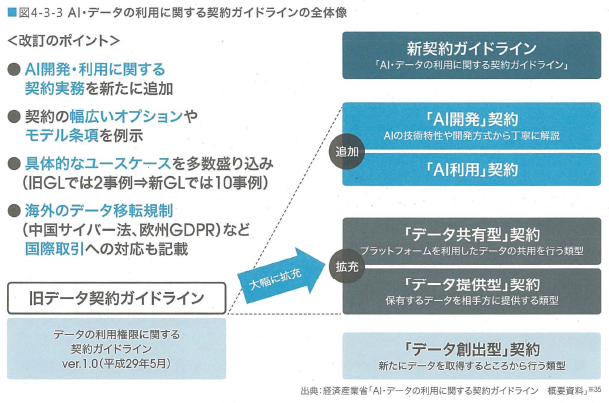 ■図4-3-3 AI・データの利用に関する契約ガイドラインの全体像
<改訂のポイント>
● AI開発・利用に関する
契約実務を新たに追加
● 契約の幅広いオプションや
モデル条項を例示
● 具体的なユースケースを多数盛り込み
(旧GLでは2事例⇒新GLでは10事例)
● 海外のデータ移転規制
(中国サイバー法、欧州GDPR)など
国際取引への対応も記載
旧データ契約ガイドライン
データの利用権限に関する
契約ガイドライン
ver.1.0(平成29年5月)
大幅に拡充
新契約ガイドライン
「AI・データの利用に関する契約ガイドライン」
追加
「AI開発」契約
AIの技術特性や開発方式から丁寧に解説
「AI利用」契約
拡充
「データ共有型」契約
プラットフォームを利用したデータの共用を行う類型
「データ提供型」契約
保有するデータを相手方に提供する類型
「データ創出型」契約
新たにデータを取得するところから行う類型
出典:経済産業省「AI・データの利用に関する契約ガイドライン 概要資料」※35